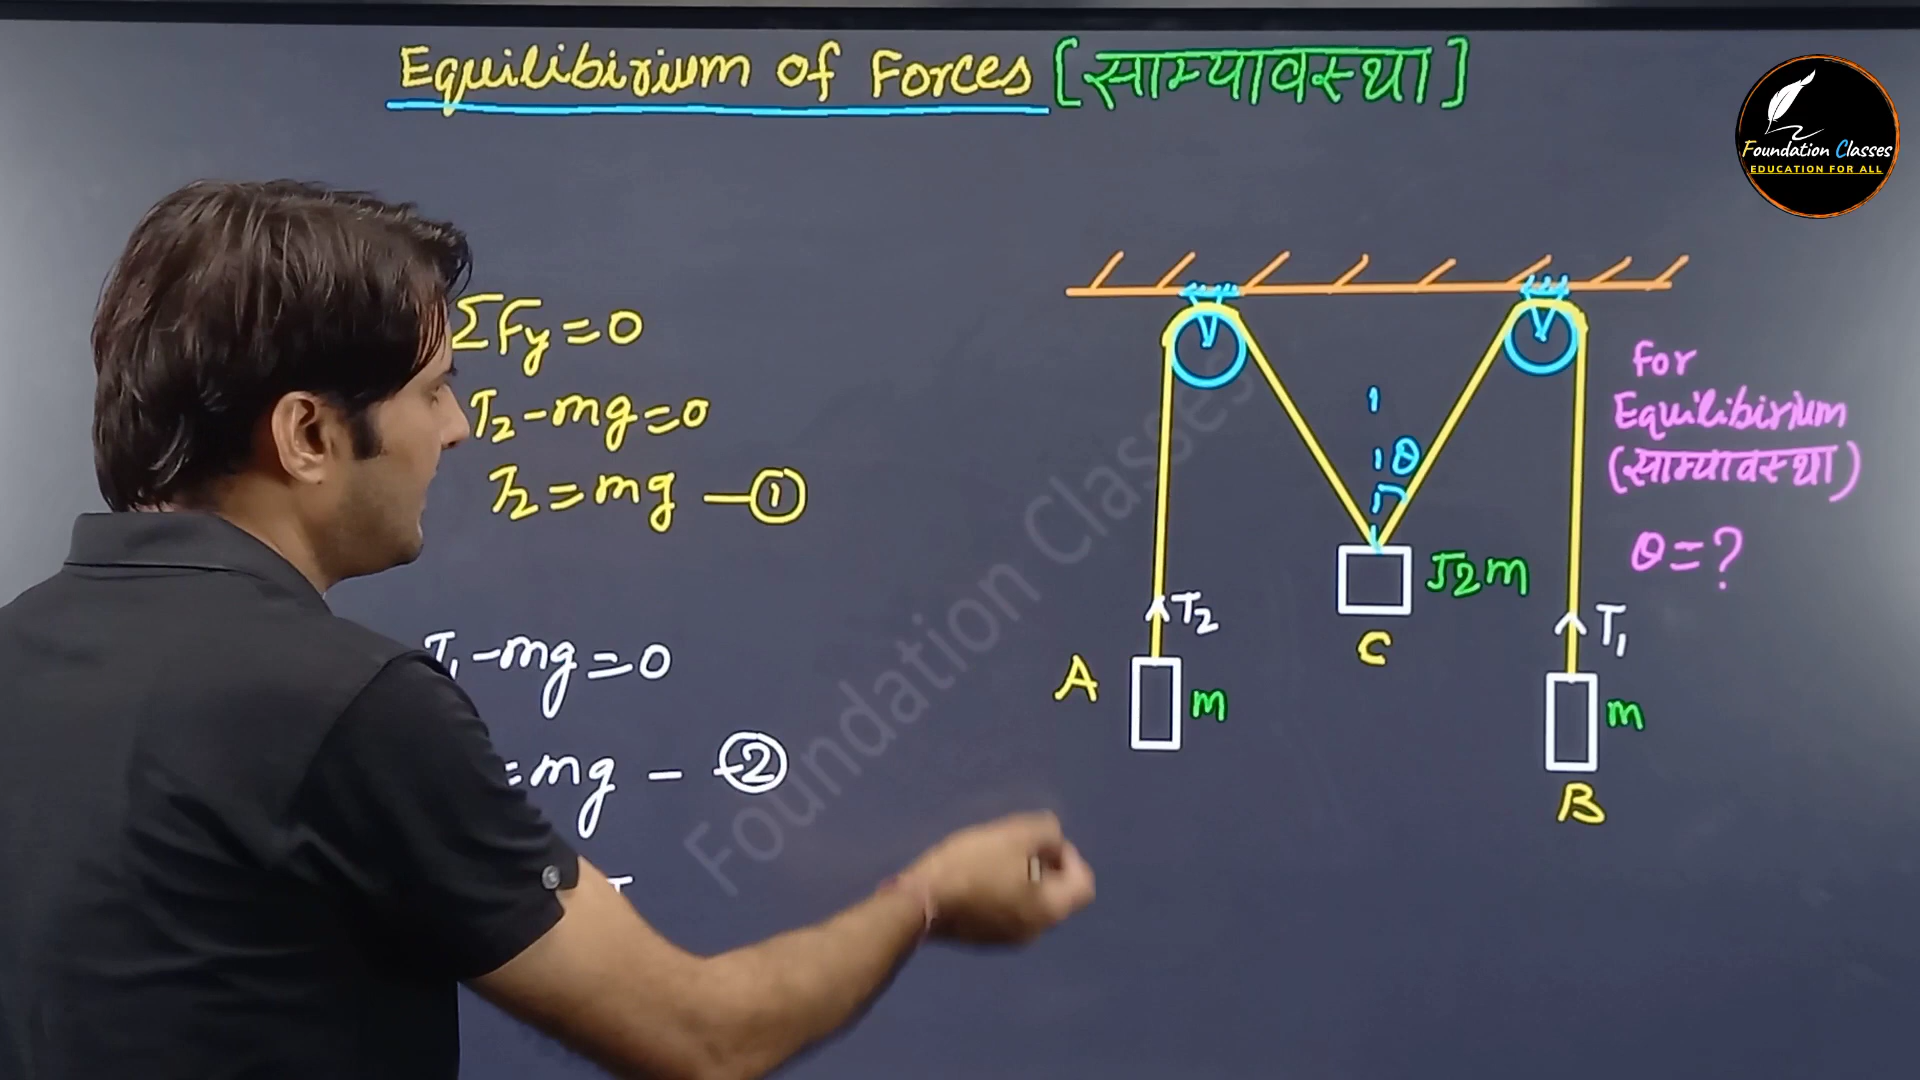 Equilibirium of Forces [साम्यावस्था]
Foundation Classes
EDUCATION FOR ALL
ΣFy=0
T2-mg=0
T2=mg -①
T1-mg=0
=mg - ②
For
Equilibirium
(साम्यावस्था)
θ=?
θ
√2m
C
T2
A
m
T1
m
B
Foundation Classes